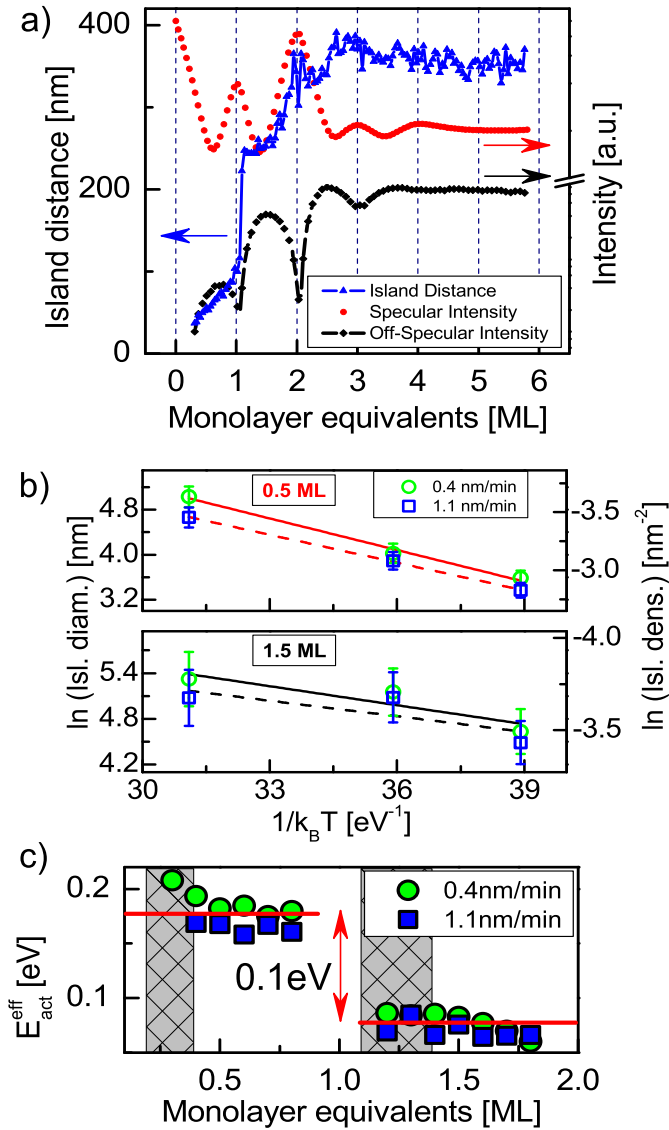 a)
Island distance [nm]
400
200
0
Intensity [a.u.]
Island Distance
Specular Intensity
Off-Specular Intensity
0 1 2 3 4 5 6
Monolayer equivalents [ML]
b)
ln (Isl. diam.) [nm]
4.8
4.0
3.2
0.5 ML
0.4 nm/min
1.1 nm/min
-3.5
-3.0
ln (Isl. dens.) [nm⁻²]
5.4
4.8
4.2
1.5 ML
-4.0
-3.5
30 33 36 39
1/k_BT [eV⁻¹]
c)
E_act^eff [eV]
0.2
0.1
0.1eV
0.4nm/min
1.1nm/min
0.5 1.0 1.5 2.0
Monolayer equivalents [ML]